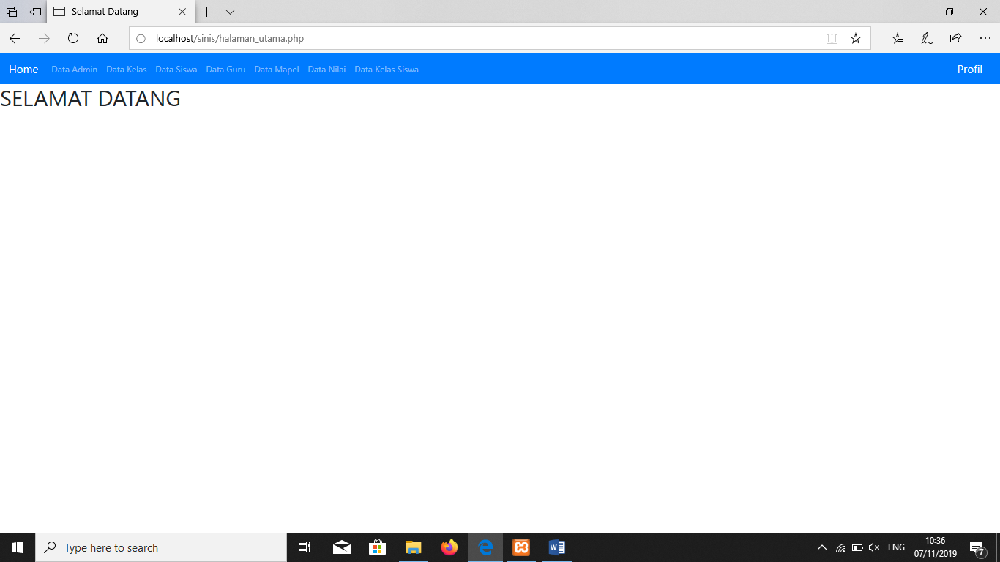 Selamat Datang
localhost/sinis/halaman_utama.php
Home Data Admin Data Kelas Data Siswa Data Guru Data Mapel Data Nilai Data Kelas Siswa Profil
SELAMAT DATANG
Type here to search
ENG
10:36
07/11/2019
7